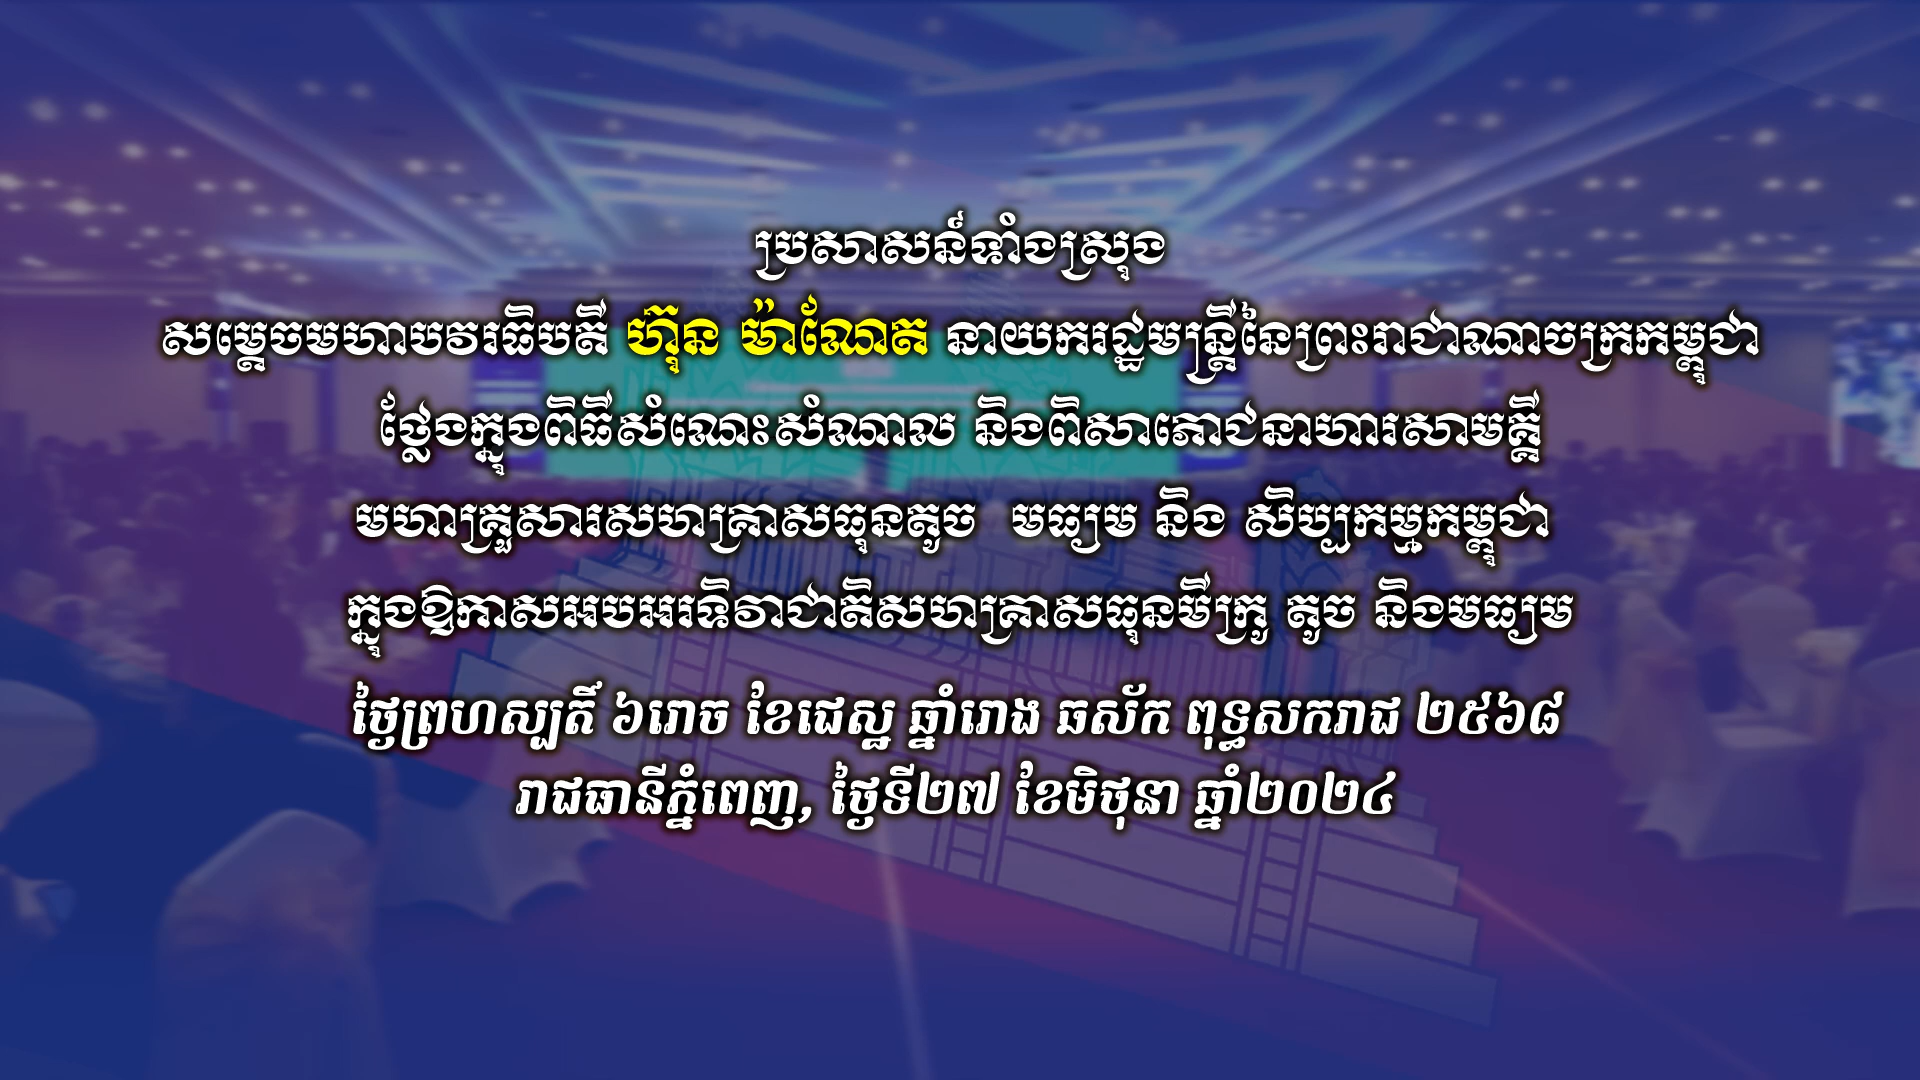 ប្រសាសន៍ទាំងស្រុង
សម្តេចមហាបវរធិបតី ហ៊ុន ម៉ាណែត នាយករដ្ឋមន្ត្រីនៃព្រះរាជាណាចក្រកម្ពុជា
ថ្លែងក្នុងពិធីសំណេះសំណាល និងពិសាភោជនាហារសាមគ្គី
មហាគ្រួសារសហគ្រាសធុនតូច មធ្យម និង សិប្បកម្មកម្ពុជា
ក្នុងឱកាសអបអរទិវាជាតិសហគ្រាសធុនមីក្រូ តូច និងមធ្យម
ថ្ងៃព្រហស្បតិ៍ ៦រោច ខែជេស្ឋ ឆ្នាំរោង ឆស័ក ពុទ្ធសករាជ ២៥៦៨
រាជធានីភ្នំពេញ, ថ្ងៃទី២៧ ខែមិថុនា ឆ្នាំ២០២៤